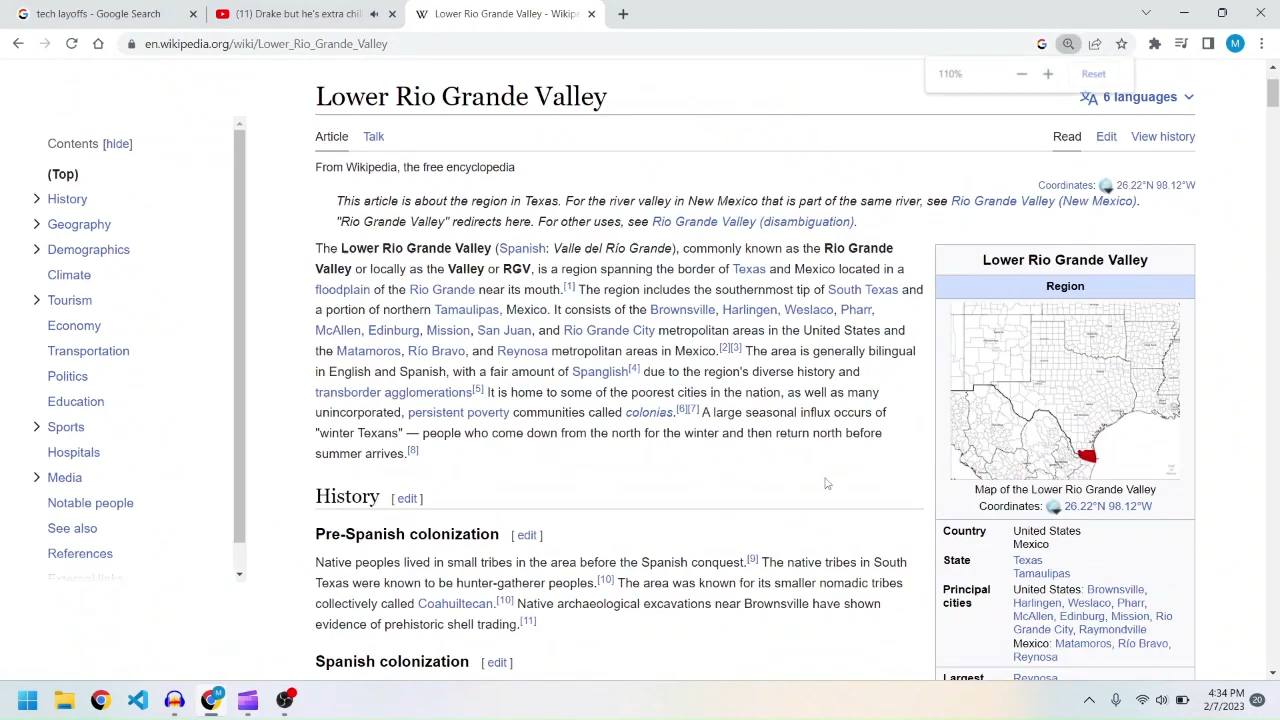 tech layoffs - Google Search
(11) Drake but he's extra chill
Lower Rio Grande Valley - Wikipe
en.wikipedia.org/wiki/Lower_Rio_Grande_Valley
M
110%
Reset
Lower Rio Grande Valley
6 languages
Article
Talk
Read
Edit
View history
From Wikipedia, the free encyclopedia
Coordinates: 26.22°N 98.12°W
This article is about the region in Texas. For the river valley in New Mexico that is part of the same river, see Rio Grande Valley (New Mexico).
"Rio Grande Valley" redirects here. For other uses, see Rio Grande Valley (disambiguation).
Contents [hide]
(Top)
History
Geography
Demographics
Climate
Tourism
Economy
Transportation
Politics
Education
Sports
Hospitals
Media
Notable people
See also
References
External links
The Lower Rio Grande Valley (Spanish: Valle del Río Grande), commonly known as the Rio Grande
Valley or locally as the Valley or RGV, is a region spanning the border of Texas and Mexico located in a
floodplain of the Rio Grande near its mouth.[1] The region includes the southernmost tip of South Texas and
a portion of northern Tamaulipas, Mexico. It consists of the Brownsville, Harlingen, Weslaco, Pharr,
McAllen, Edinburg, Mission, San Juan, and Rio Grande City metropolitan areas in the United States and
the Matamoros, Río Bravo, and Reynosa metropolitan areas in Mexico.[2][3] The area is generally bilingual
in English and Spanish, with a fair amount of Spanglish[4] due to the region's diverse history and
transborder agglomerations[5] It is home to some of the poorest cities in the nation, as well as many
unincorporated, persistent poverty communities called colonias.[6][7] A large seasonal influx occurs of
"winter Texans" — people who come down from the north for the winter and then return north before
summer arrives.[8]
History [ edit ]
Pre-Spanish colonization [ edit ]
Native peoples lived in small tribes in the area before the Spanish conquest.[9] The native tribes in South
Texas were known to be hunter-gatherer peoples.[10] The area was known for its smaller nomadic tribes
collectively called Coahuiltecan.[10] Native archaeological excavations near Brownsville have shown
evidence of prehistoric shell trading.[11]
Spanish colonization [ edit ]
Lower Rio Grande Valley
Region
Map of the Lower Rio Grande Valley
Coordinates: 26.22°N 98.12°W
Country United States
Mexico
State Texas
Tamaulipas
Principal cities United States: Brownsville,
Harlingen, Weslaco, Pharr,
McAllen, Edinburg, Mission, Rio
Grande City, Raymondville
Mexico: Matamoros, Río Bravo,
Reynosa
Largest Reynosa
M
4:34 PM
2/7/2023
20